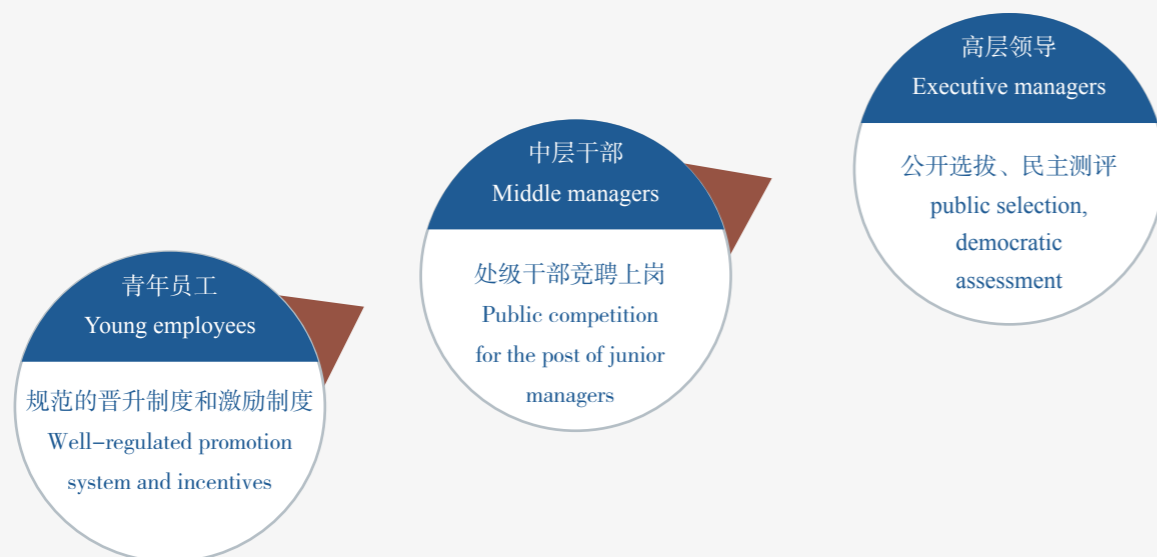 青年员工
Young employees
规范的晋升制度和激励制度
Well-regulated promotion
system and incentives
中层干部
Middle managers
处级干部竞聘上岗
Public competition
for the post of junior
managers
高层领导
Executive managers
公开选拔、民主测评
public selection,
democratic
assessment